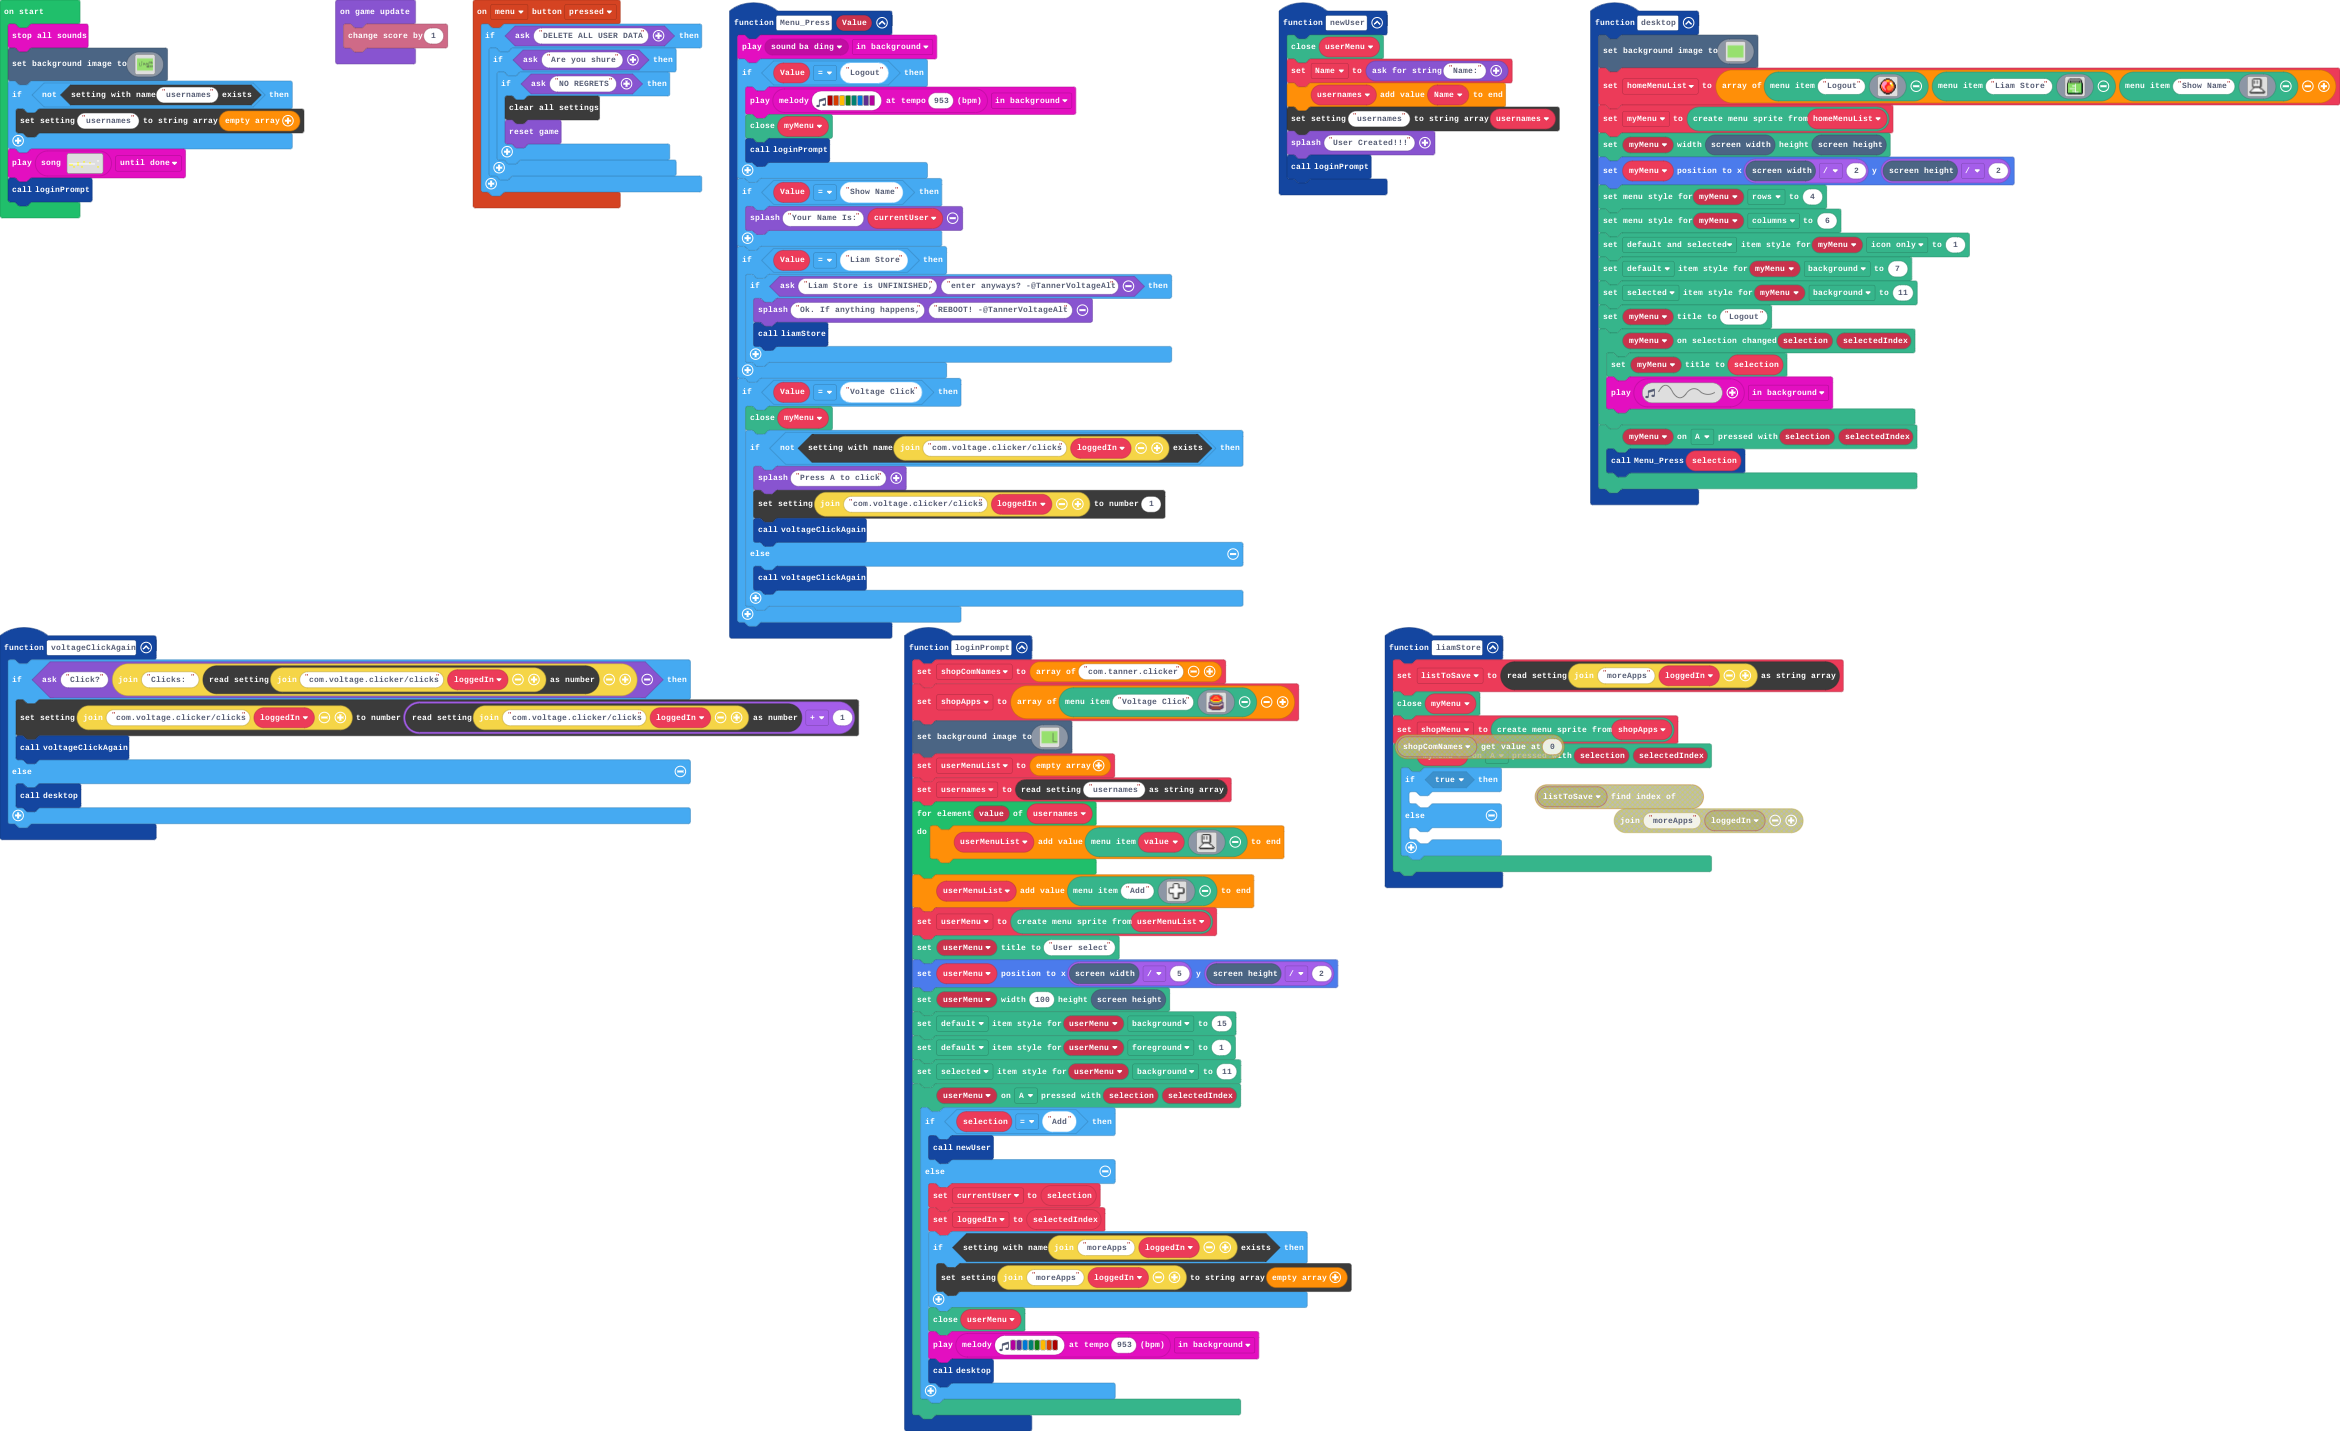 on start
stop all sounds
set background image to
if not setting with name "usernames" exists then
set setting "usernames" to string array empty array
play song until done
call loginPrompt
on game update
change score by 1
on menu button pressed
if ask "DELETE ALL USER DATA" then
if ask "Are you shure" then
if ask "NO REGRETS" then
clear all settings
reset game
function Menu_Press Value
play sound ba ding in background
if Value = "Logout" then
play melody at tempo 953 (bpm) in background
close myMenu
call loginPrompt
if Value = "Show Name" then
splash "Your Name Is:" currentUser
if Value = "Liam Store" then
if ask "Liam Store is UNFINISHED," "enter anyways? -@TannerVoltageAlt" then
splash "Ok. If anything happens," "REBOOT! -@TannerVoltageAlt"
call liamStore
if Value = "Voltage Click" then
close myMenu
if not setting with name join "com.voltage.clicker/clicks" loggedIn exists then
splash "Press A to click"
set setting join "com.voltage.clicker/clicks" loggedIn to number 1
call voltageClickAgain
else
call voltageClickAgain
function newUser
close userMenu
set Name to ask for string "Name:"
usernames add value Name to end
set setting "usernames" to string array usernames
splash "User Created!!!"
call loginPrompt
function desktop
set background image to
set homeMenuList to array of menu item "Logout" menu item "Liam Store" menu item "Show Name"
set myMenu to create menu sprite from homeMenuList
set myMenu width screen width height screen height
set myMenu position to x screen width / 2 y screen height / 2
set menu style for myMenu rows to 4
set menu style for myMenu columns to 6
set default and selected item style for myMenu icon only to 1
set default item style for myMenu background to 7
set selected item style for myMenu background to 11
set myMenu title to "Logout"
myMenu on selection changed selection selectedIndex
set myMenu title to selection
play in background
myMenu on A pressed with selection selectedIndex
call Menu_Press selection
function voltageClickAgain
if ask "Click?" join "Clicks: " read setting join "com.voltage.clicker/clicks" loggedIn as number then
set setting join "com.voltage.clicker/clicks" loggedIn to number read setting join "com.voltage.clicker/clicks" loggedIn as number + 1
call voltageClickAgain
else
call desktop
function loginPrompt
set shopComNames to array of "com.tanner.clicker"
set shopApps to array of menu item "Voltage Click"
set background image to
set userMenuList to empty array
set usernames to read setting "usernames" as string array
for element value of usernames
do userMenuList add value menu item value to end
userMenuList add value menu item "Add" to end
set userMenu to create menu sprite from userMenuList
set userMenu title to "User select"
set userMenu position to x screen width / 5 y screen height / 2
set userMenu width 100 height screen height
set default item style for userMenu background to 15
set default item style for userMenu foreground to 1
set selected item style for userMenu background to 11
userMenu on A pressed with selection selectedIndex
if selection = "Add" then
call newUser
else
set currentUser to selection
set loggedIn to selectedIndex
if setting with name join "moreApps" loggedIn exists then
set setting join "moreApps" loggedIn to string array empty array
close userMenu
play melody at tempo 953 (bpm) in background
call desktop
function liamStore
set listToSave to read setting join "moreApps" loggedIn as string array
close myMenu
set shopMenu to create menu sprite from shopApps
shopComNames get value at 0
A pressed with selection selectedIndex
if true then
listToSave find index of
else
join "moreApps" loggedIn